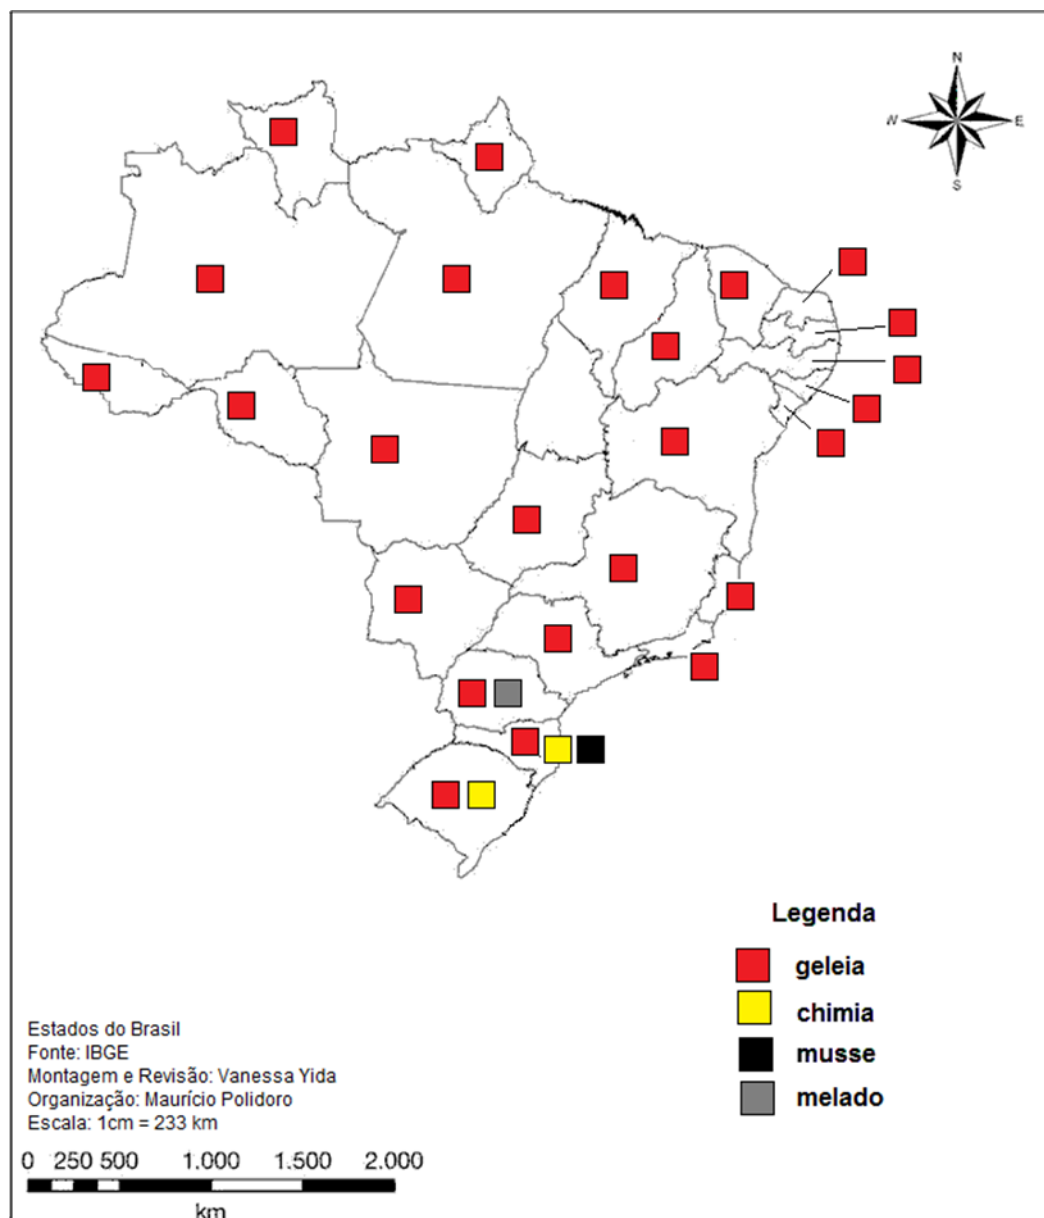 N
W
E
S
Legenda
geleia
chimia
musse
melado
Estados do Brasil
Fonte: IBGE
Montagem e Revisão: Vanessa Yida
Organização: Maurício Polidoro
Escala: 1cm = 233 km
0 250 500 1.000 1.500 2.000
km